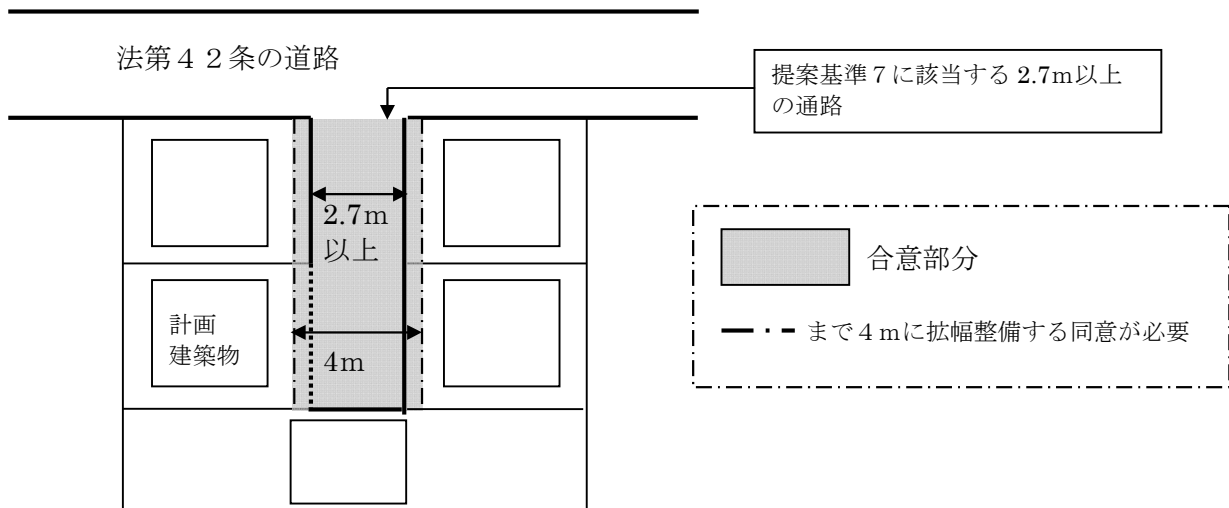 法第４２条の道路
提案基準７に該当する 2.7m以上
の通路
2.7m
以上
計画
建築物
4m
合意部分
まで４ｍに拡幅整備する同意が必要